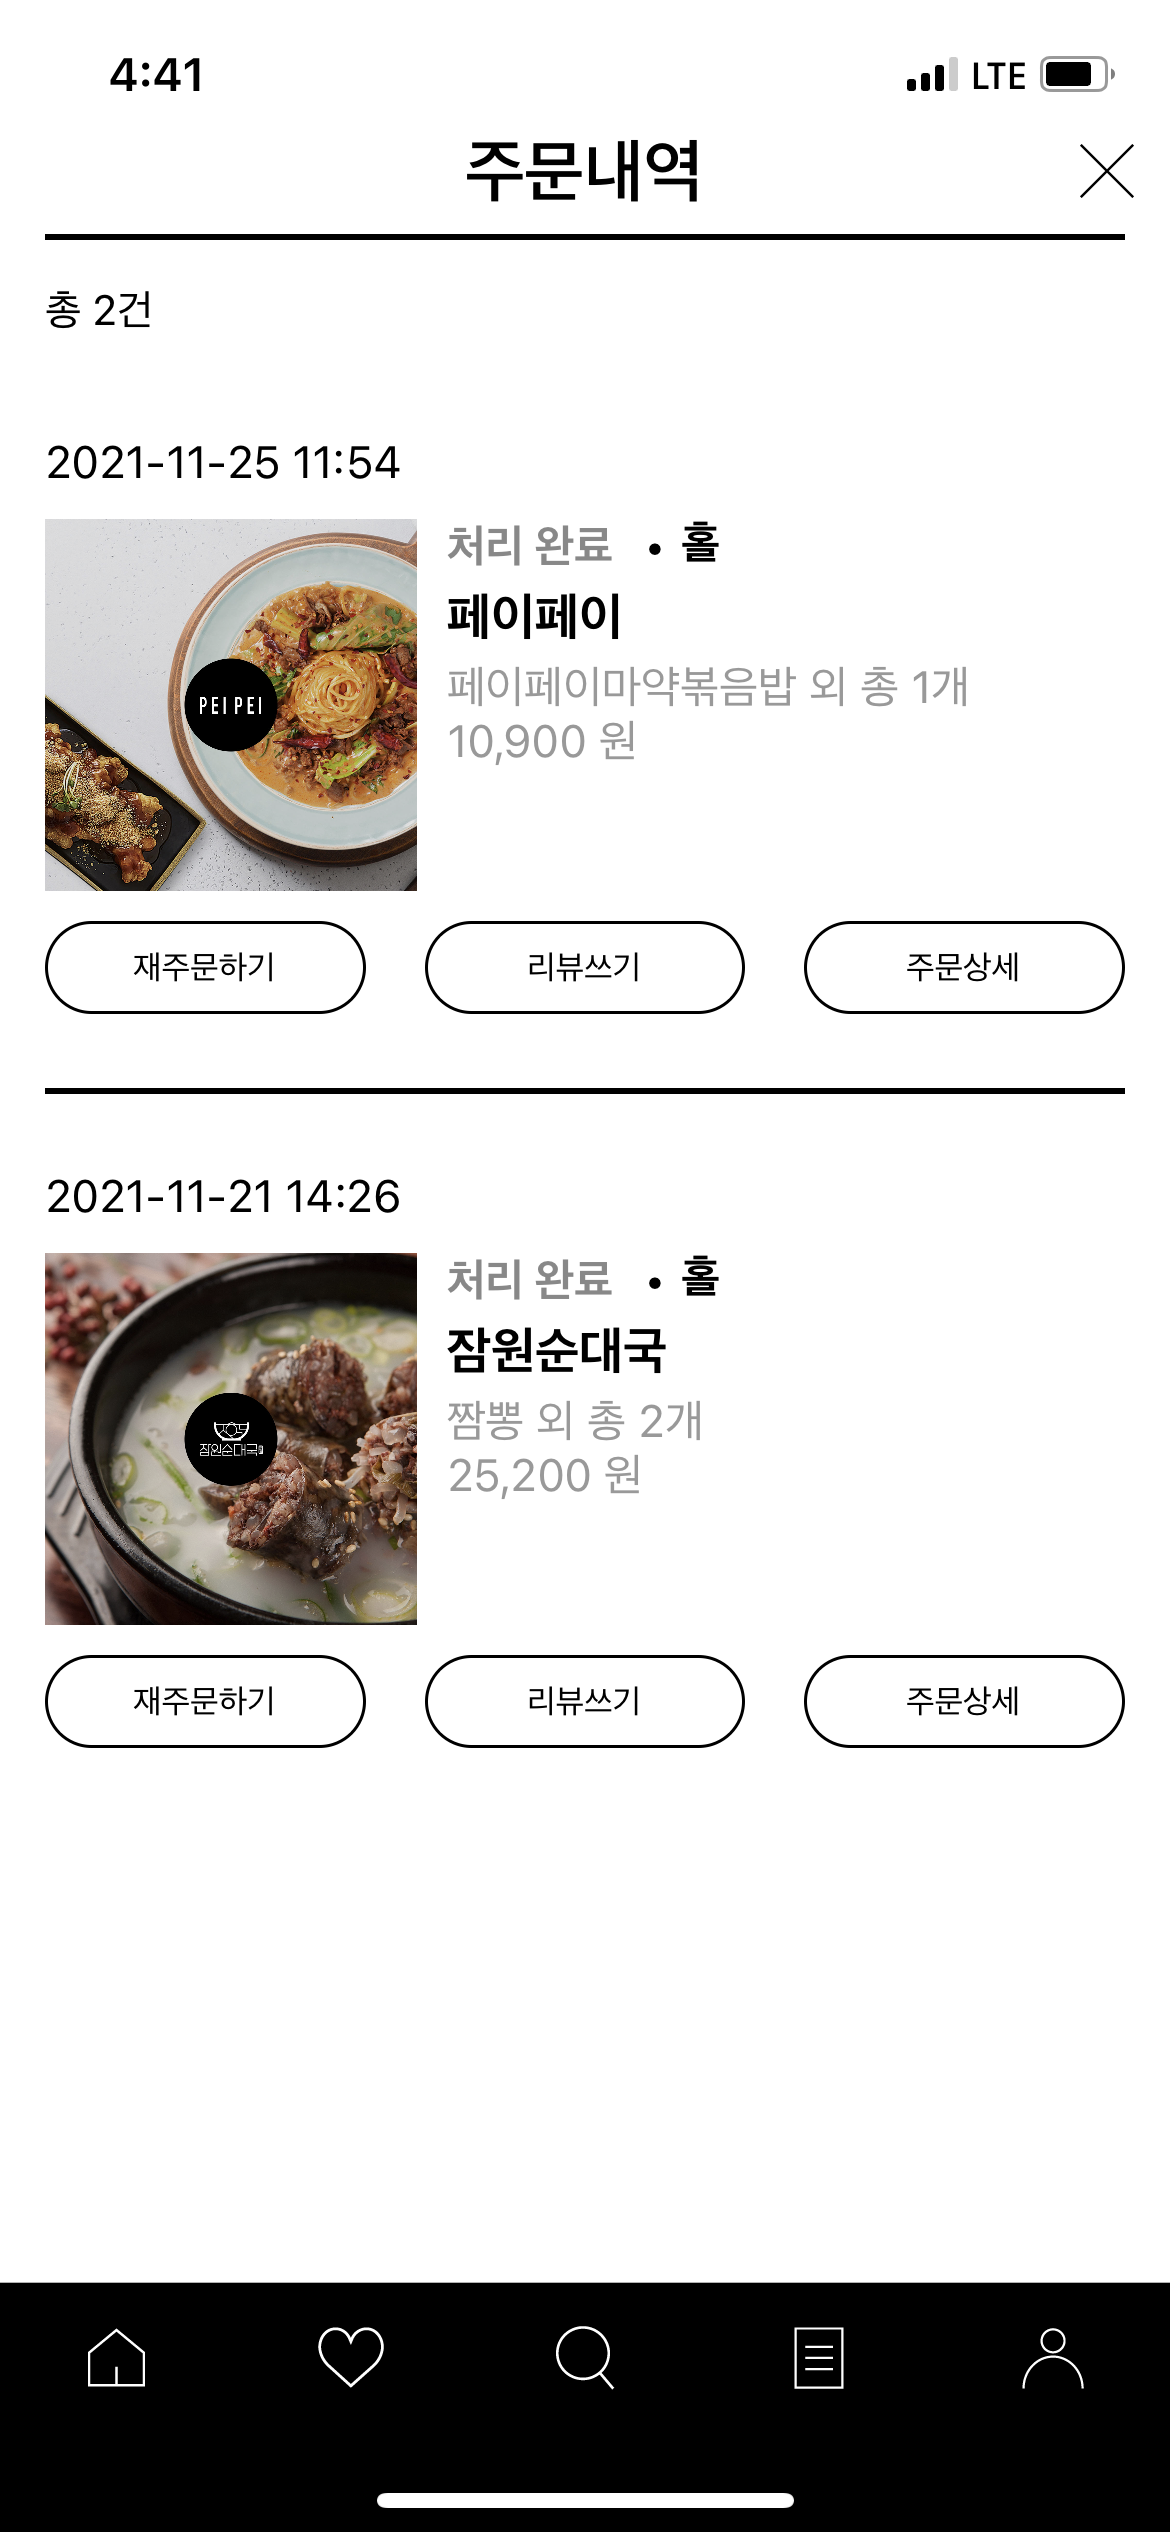 4:41
LTE
주문내역
총 2건
2021-11-25 11:54
처리 완료 • 홀
PEI PEI
페이페이
페이페이마약볶음밥 외 총 1개
10,900 원
재주문하기
리뷰쓰기
주문상세
2021-11-21 14:26
처리 완료 • 홀
잠원순대국
잠원순대국
짬뽕 외 총 2개
25,200 원
재주문하기
리뷰쓰기
주문상세